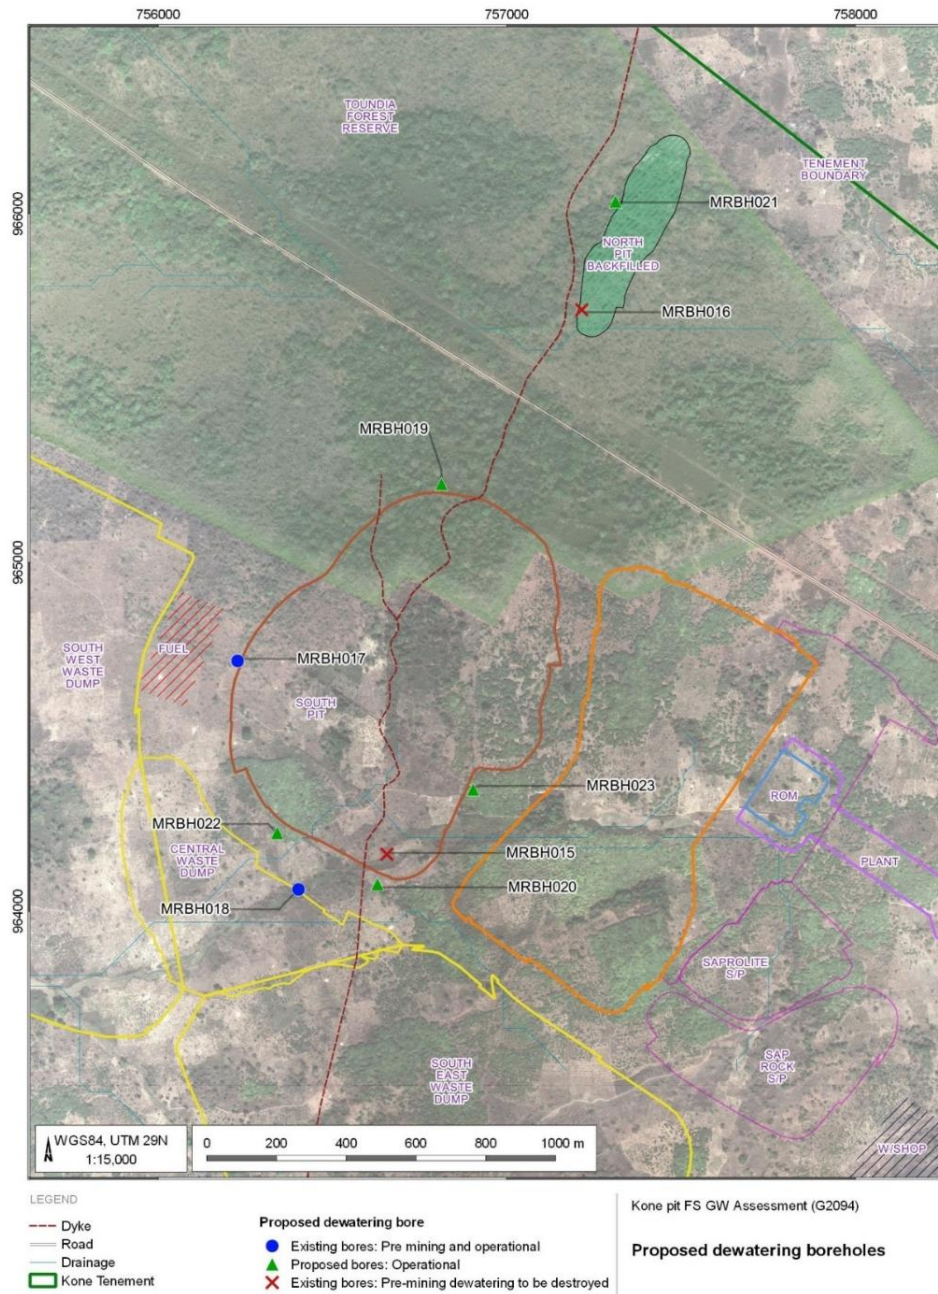 756000
757000
758000
966000
965000
964000
TOUNDIA
FOREST
RESERVE
TENEMENT
BOUNDARY
MRBH021
NORTH
PIT
BACKFILLED
MRBH016
MRBH019
SOUTH
WEST
WASTE
DUMP
FUEL
MRBH017
SOUTH
PIT
MRBH023
ROM
MRBH022
CENTRAL
WASTE
DUMP
MRBH015
PLANT
MRBH020
MRBH018
SAPROLITE
S/P
SOUTH
EAST
WASTE
DUMP
SAP
ROCK
S/P
W/SHOP
N
WGS84, UTM 29N
1:15,000
0 200 400 600 800 1000 m
LEGEND
Dyke
Road
Drainage
Kone Tenement
Proposed dewatering bore
Existing bores: Pre mining and operational
Proposed bores: Operational
Existing bores: Pre-mining dewatering to be destroyed
Kone pit FS GW Assessment (G2094)
Proposed dewatering boreholes